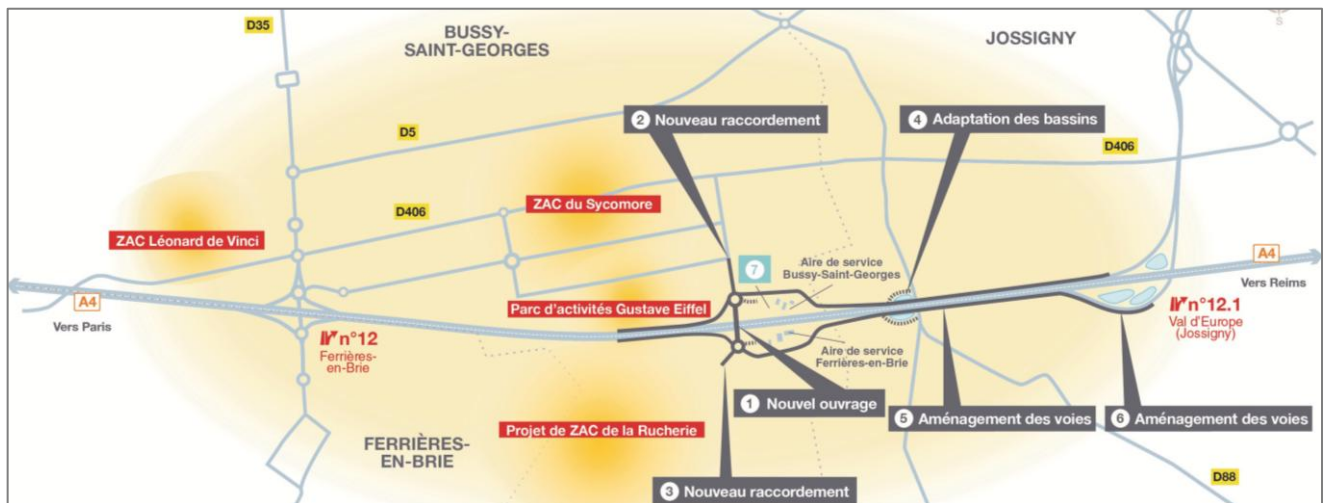 D35
BUSSY-
SAINT-GEORGES
JOSSIGNY
S
2 Nouveau raccordement
4 Adaptation des bassins
D5
D406
ZAC du Sycomore
D406
ZAC Léonard de Vinci
A4
Vers Paris
n°12
Ferrières-
en-Brie
Parc d'activités Gustave Eiffel
7
Aire de service
Bussy-Saint-Georges
A4
Vers Reims
n°12.1
Val d'Europe
(Jossigny)
Aire de service
Ferrières-en-Brie
1 Nouvel ouvrage
5 Aménagement des voies
6 Aménagement des voies
Projet de ZAC de la Rucherie
FERRIÈRES-
EN-BRIE
D88
3 Nouveau raccordement